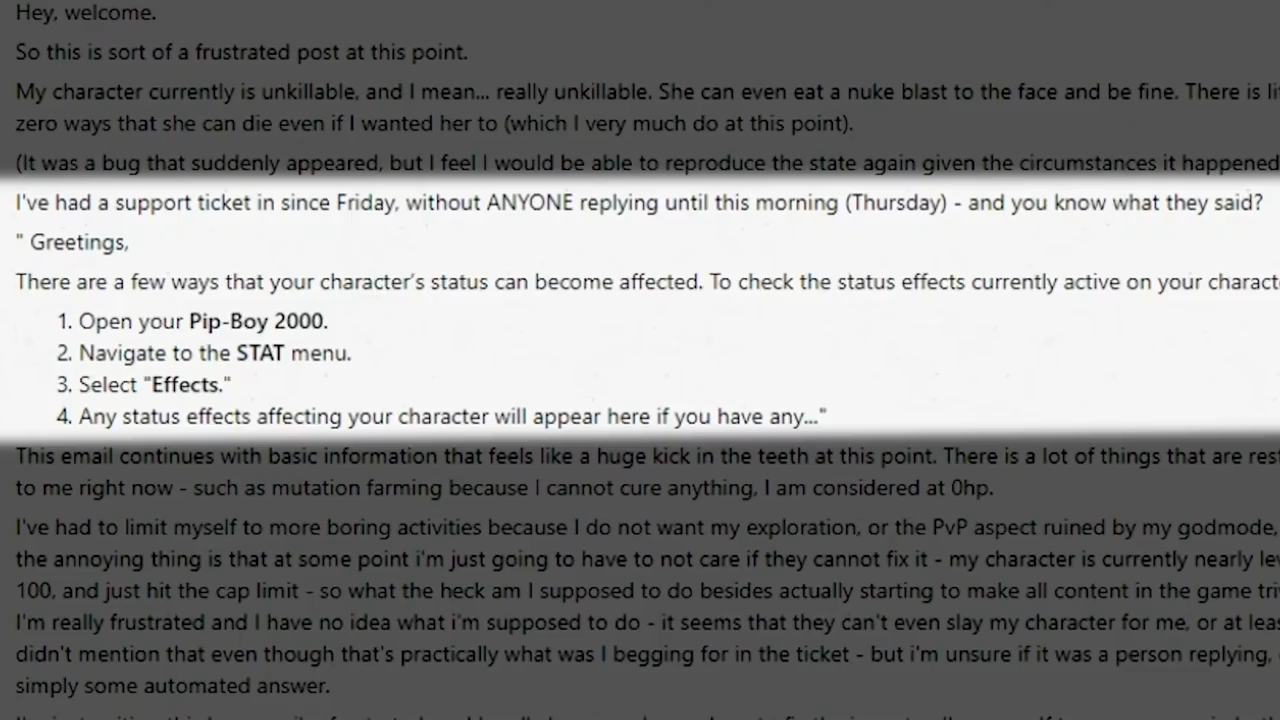 Hey, welcome.
So this is sort of a frustrated post at this point.
My character currently is unkillable, and I mean... really unkillable. She can even eat a nuke blast to the face and be fine. There is
zero ways that she can die even if I wanted her to (which I very much do at this point).
(It was a bug that suddenly appeared, but I feel I would be able to reproduce the state again given the circumstances it happened
I've had a support ticket in since Friday, without ANYONE replying until this morning (Thursday) - and you know what they said?
" Greetings,
There are a few ways that your character's status can become affected. To check the status effects currently active on your
1. Open your Pip-Boy 2000.
2. Navigate to the STAT menu.
3. Select "Effects."
4. Any status effects affecting your character will appear here if you have any..."
This email continues with basic information that feels like a huge kick in the teeth at this point. There is a lot of things that are
to me right now - such as mutation farming because I cannot cure anything, I am considered at 0hp.
I've had to limit myself to more boring activities because I do not want my exploration, or the PvP aspect ruined by my godmode,
the annoying thing is that at some point i'm just going to have to not care if they cannot fix it - my character is currently nearly
100, and just hit the cap limit - so what the heck am I supposed to do besides actually starting to make all content in the game
I'm really frustrated and I have no idea what i'm supposed to do - it seems that they can't even slay my character for me, or at
didn't mention that even though that's practically what was I begging for in the ticket - but i'm unsure if it was a person replying,
simply some automated answer.